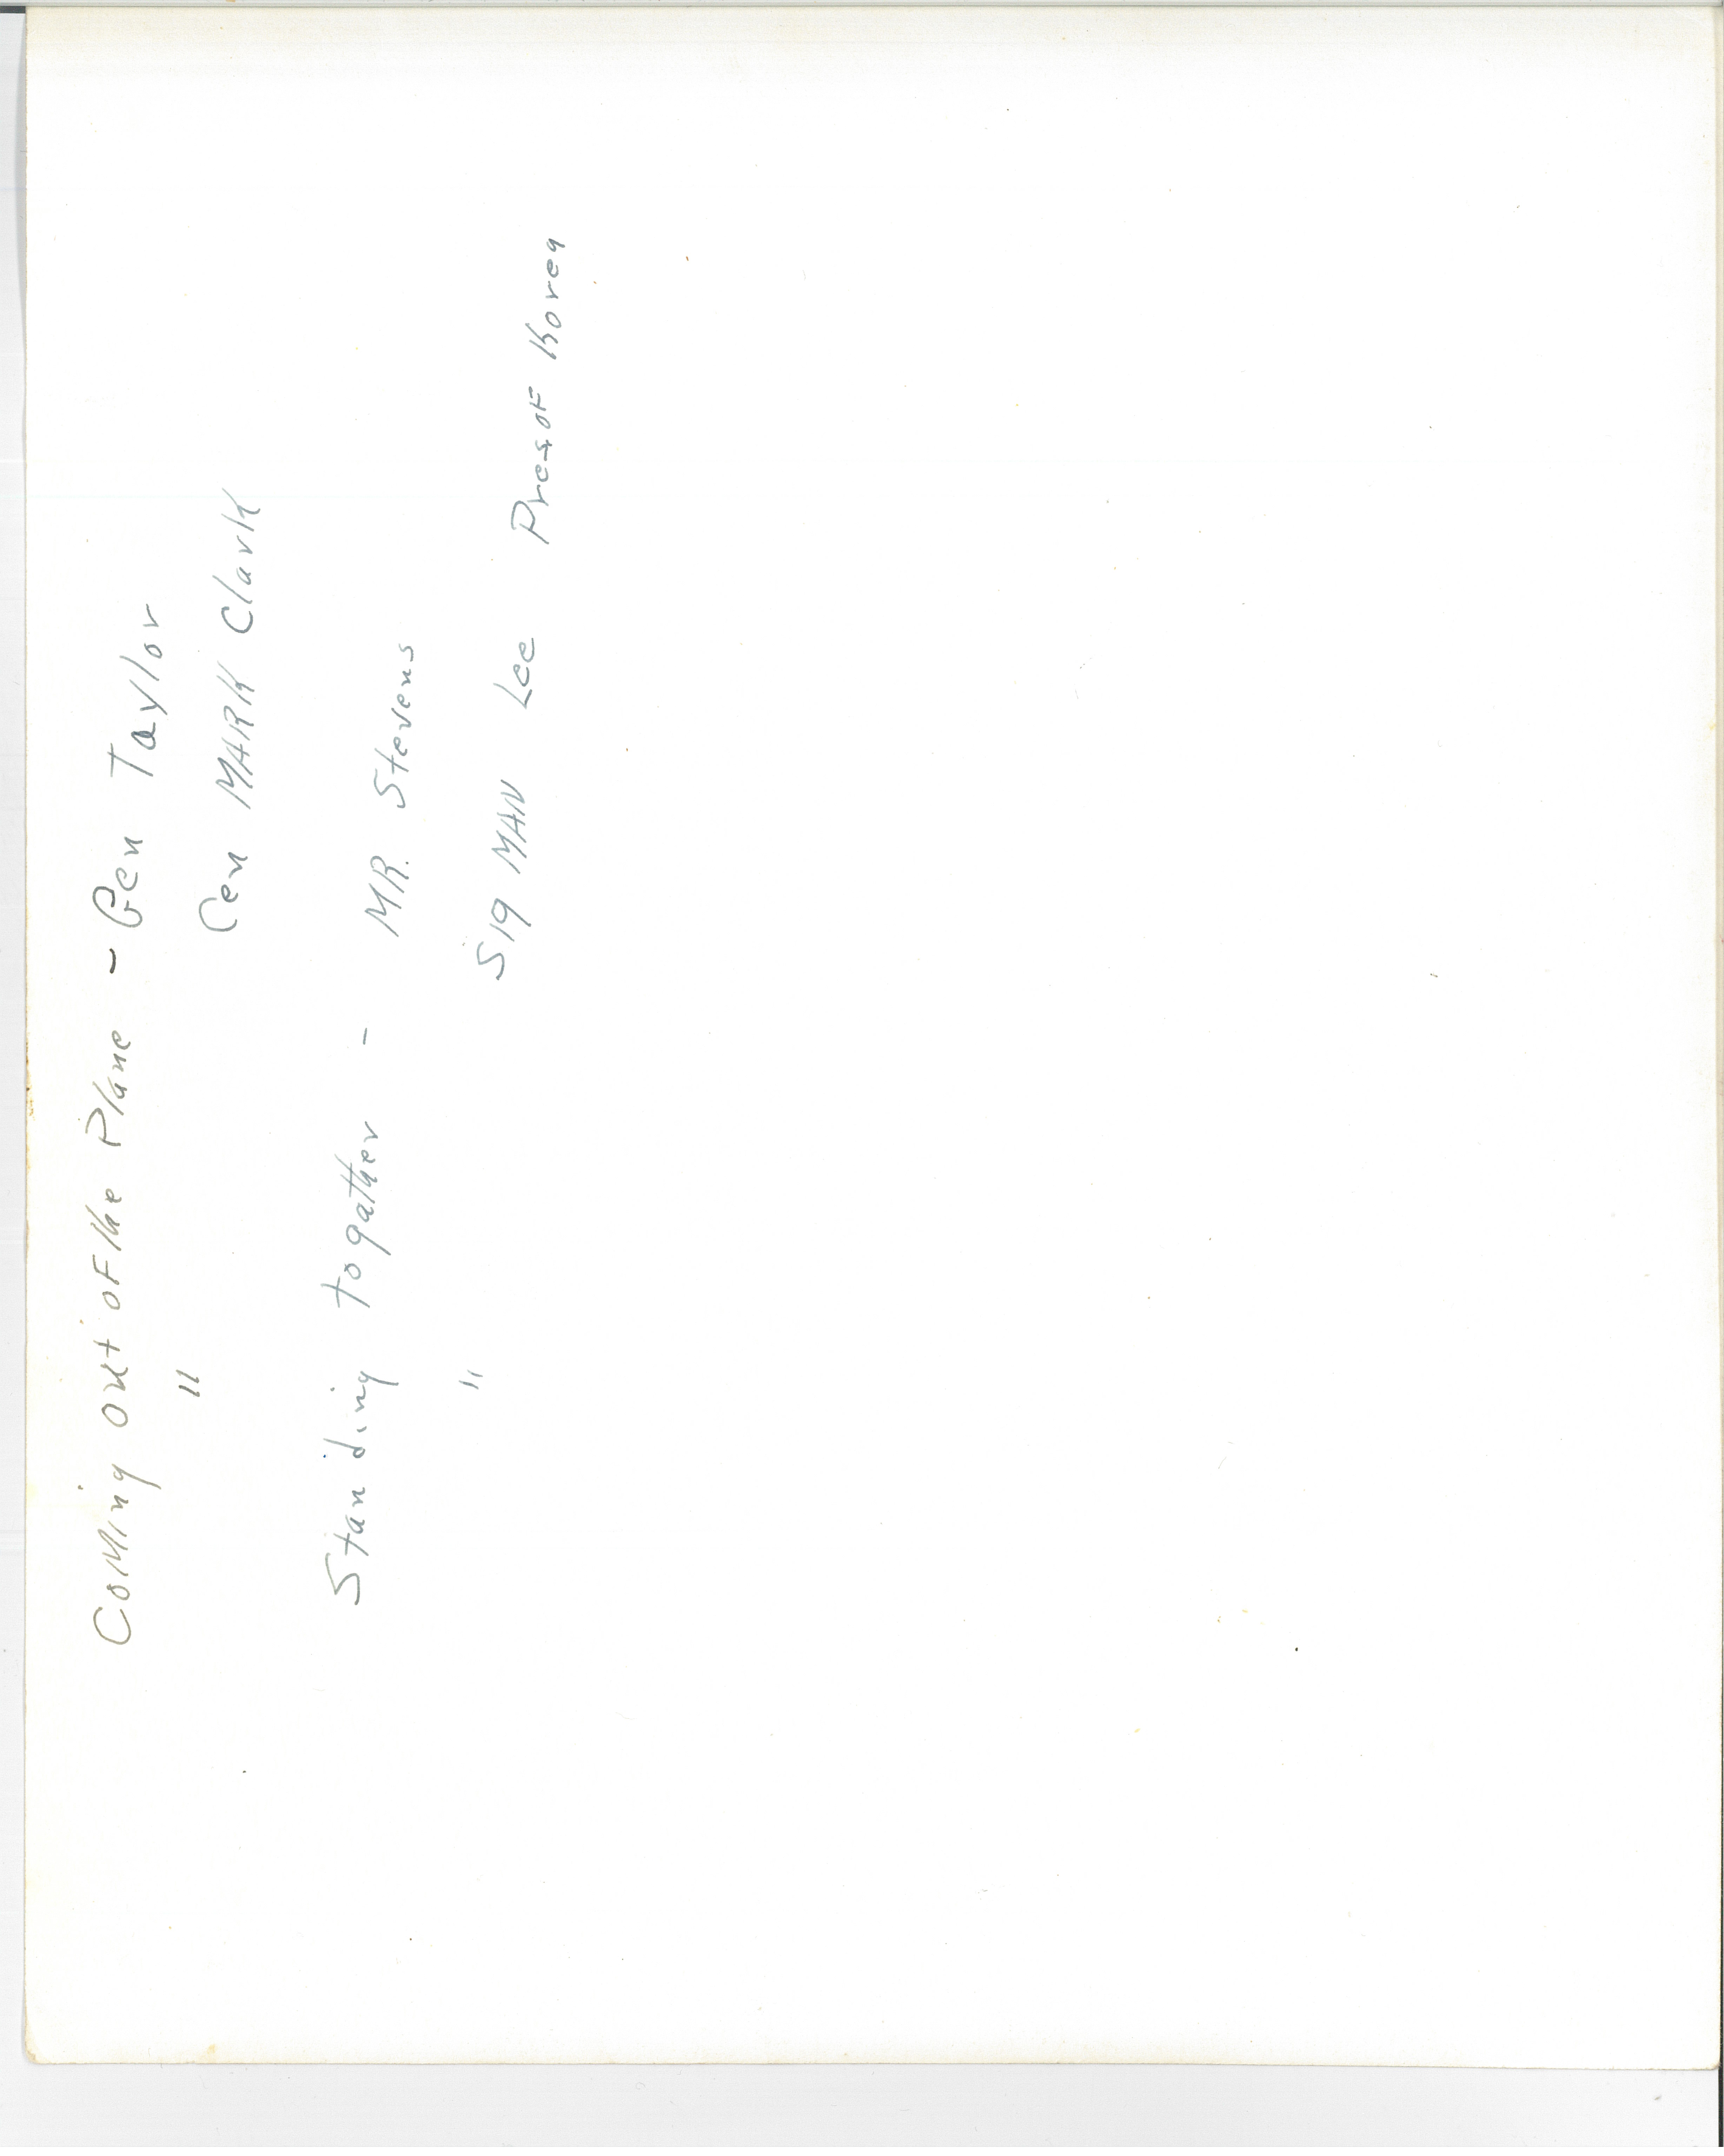 Coming out of the Plane - Gen Taylor
" Gen MARK Clark
Standing togather - MR. Stevens
" Sig MAN Lee Pres of Korea